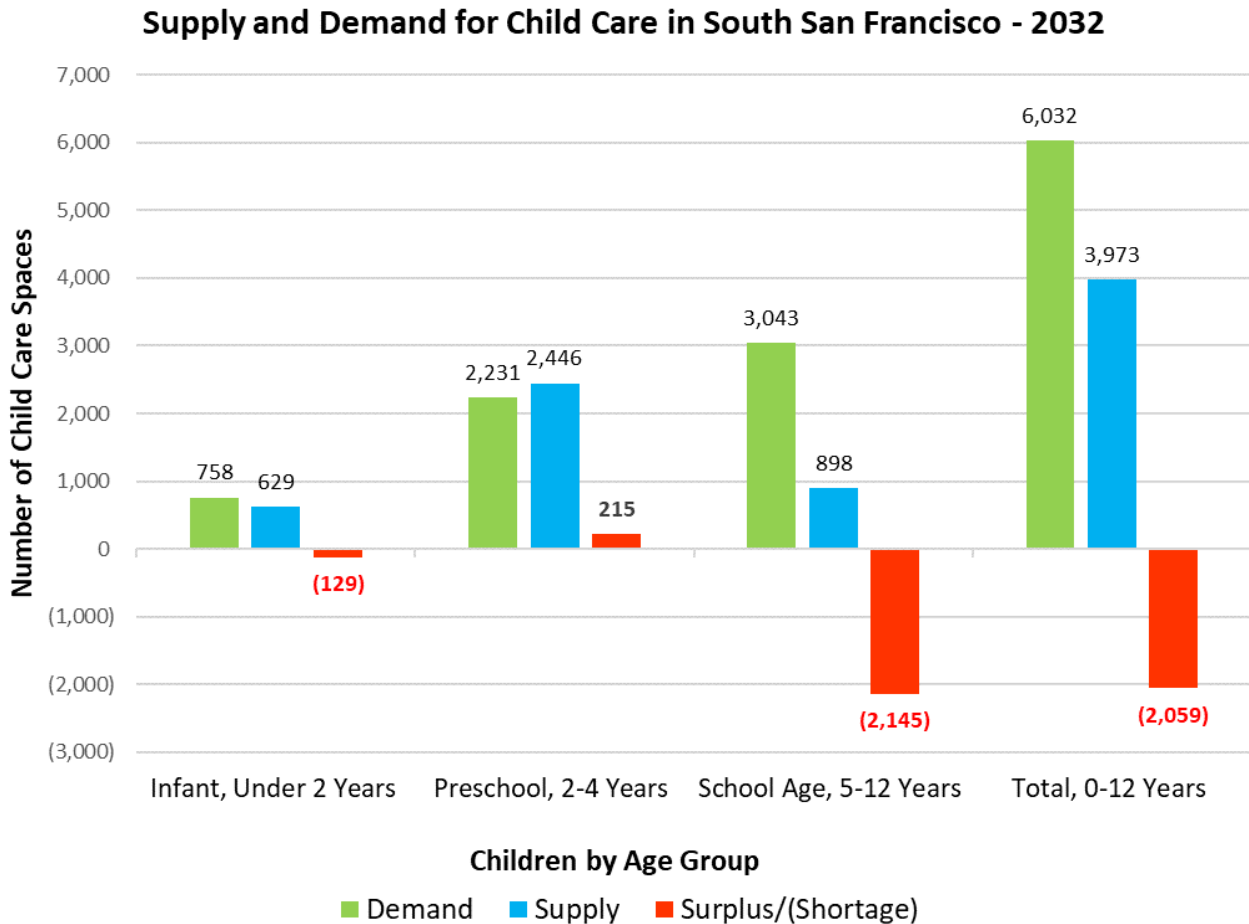 Supply and Demand for Child Care in South San Francisco - 2032
Number of Child Care Spaces
7,000
6,000
5,000
4,000
3,000
2,000
1,000
0
(1,000)
(2,000)
(3,000)
758
629
(129)
2,231
2,446
215
3,043
898
(2,145)
6,032
3,973
(2,059)
Infant, Under 2 Years
Preschool, 2-4 Years
School Age, 5-12 Years
Total, 0-12 Years
Children by Age Group
Demand
Supply
Surplus/(Shortage)